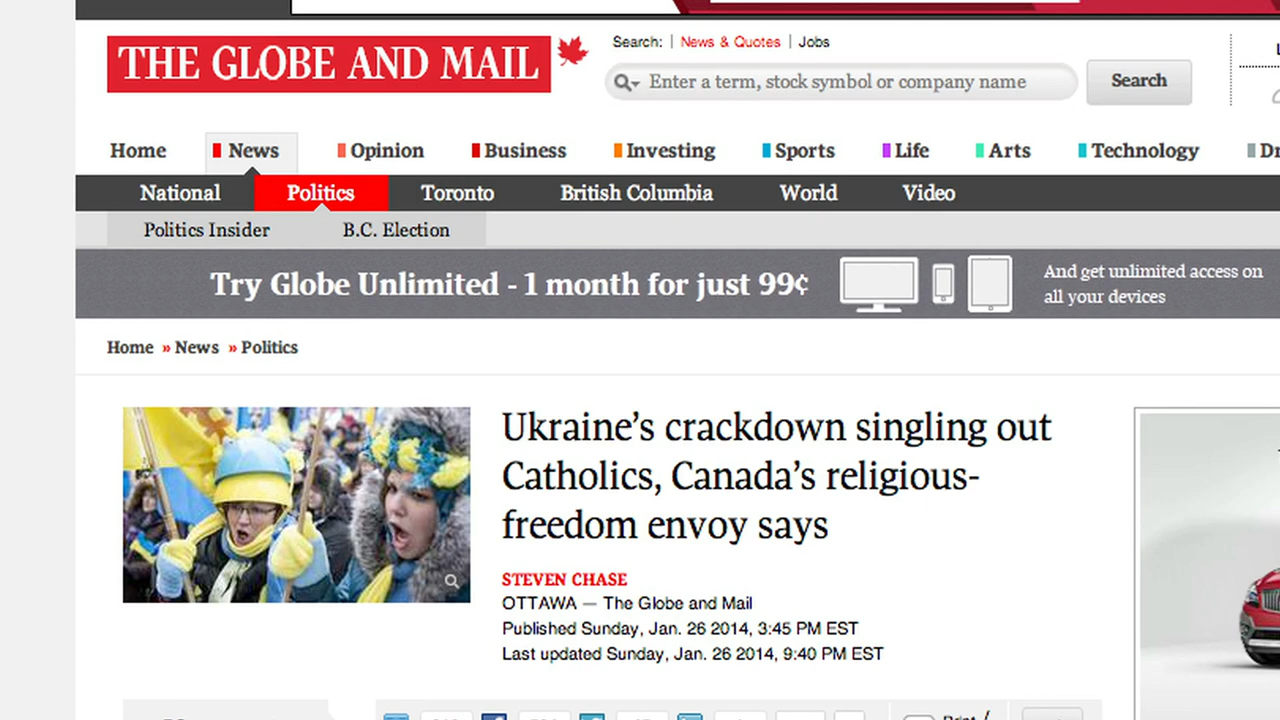 THE GLOBE AND MAIL
Search: | News & Quotes | Jobs
Enter a term, stock symbol or company name
Search
Home News Opinion Business Investing Sports Life Arts Technology
National Politics Toronto British Columbia World Video
Politics Insider B.C. Election
Try Globe Unlimited - 1 month for just 99¢
And get unlimited access on
all your devices
Home » News » Politics
Ukraine’s crackdown singling out
Catholics, Canada’s religious-
freedom envoy says
STEVEN CHASE
OTTAWA — The Globe and Mail
Published Sunday, Jan. 26 2014, 3:45 PM EST
Last updated Sunday, Jan. 26 2014, 9:40 PM EST
Print /